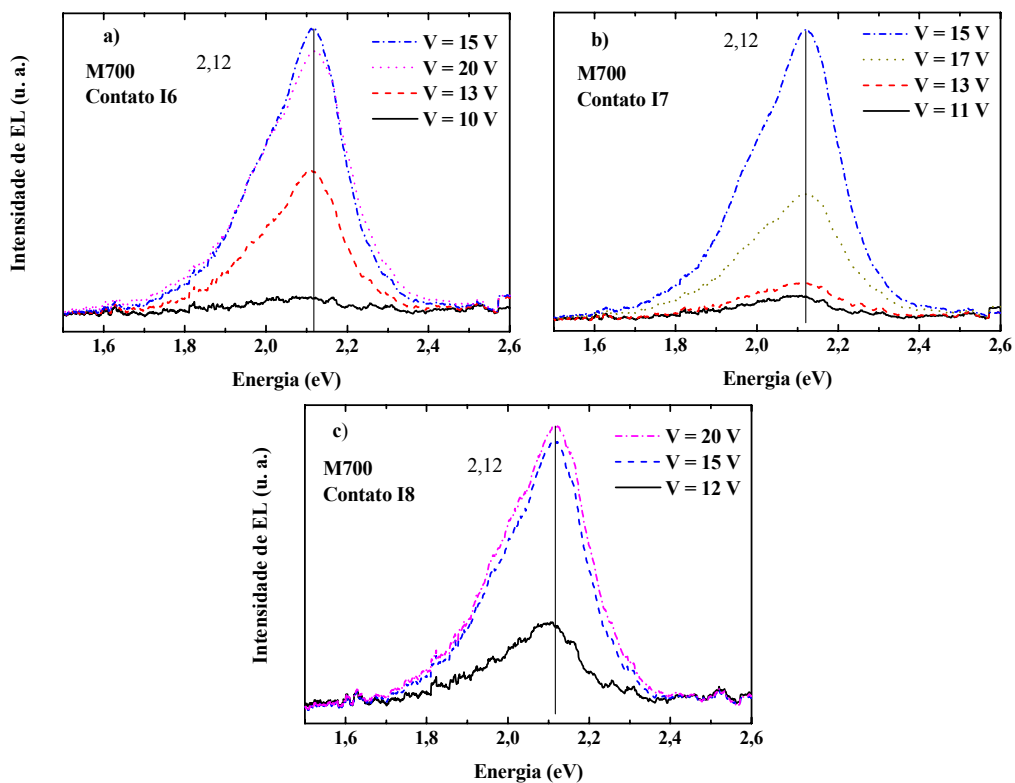 a)
M700
Contato I6
2,12
V = 15 V
V = 20 V
V = 13 V
V = 10 V
Intensidade de EL (u. a.)
1,6 1,8 2,0 2,2 2,4 2,6
Energia (eV)
b)
M700
Contato I7
2,12
V = 15 V
V = 17 V
V = 13 V
V = 11 V
1,6 1,8 2,0 2,2 2,4 2,6
Energia (eV)
c)
M700
Contato I8
2,12
V = 20 V
V = 15 V
V = 12 V
Intensidade de EL (u. a.)
1,6 1,8 2,0 2,2 2,4 2,6
Energia (eV)